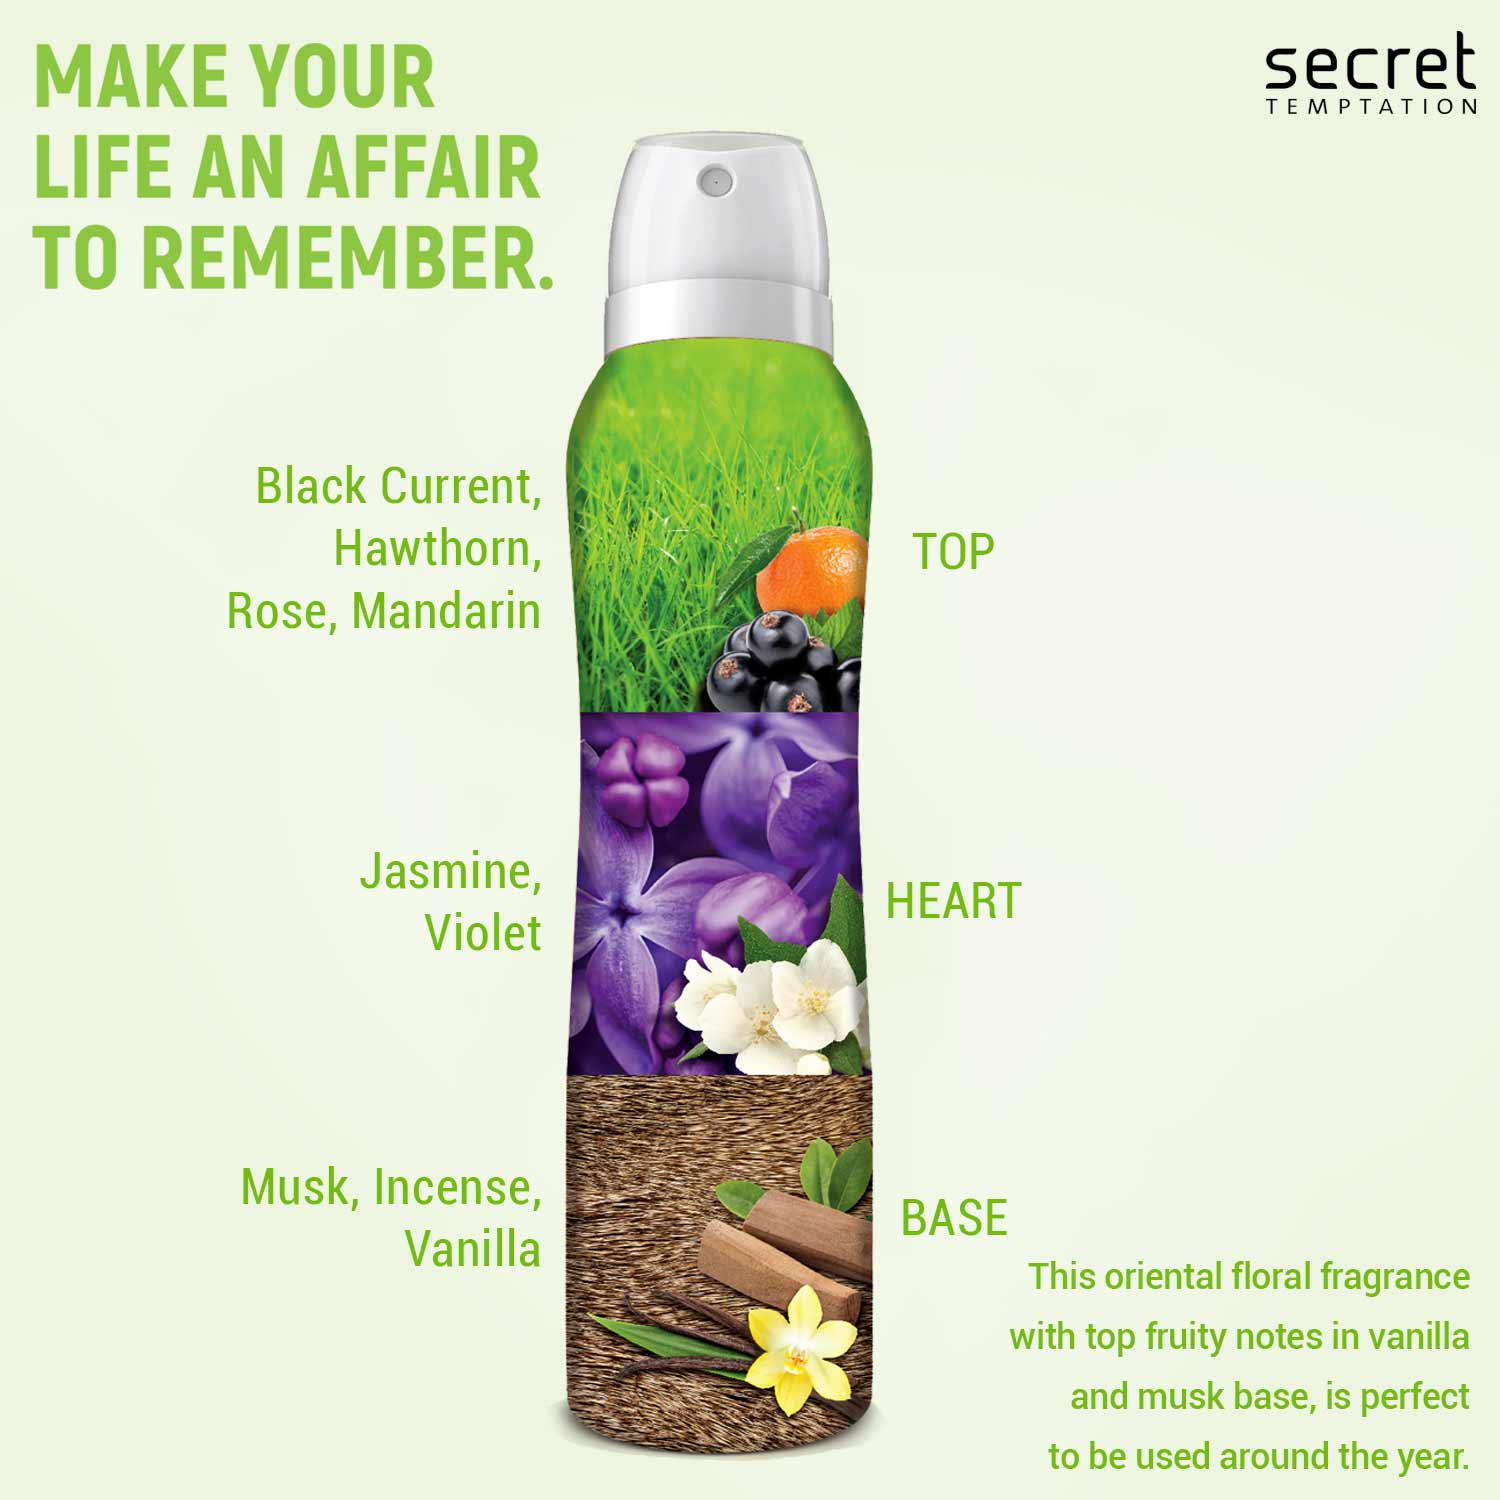 MAKE YOUR
LIFE AN AFFAIR
TO REMEMBER.
secret
TEMPTATION
Black Current,
Hawthorn,
Rose, Mandarin
TOP
Jasmine,
Violet
HEART
Musk, Incense,
Vanilla
BASE
This oriental floral fragrance
with top fruity notes in vanilla
and musk base, is perfect
to be used around the year.